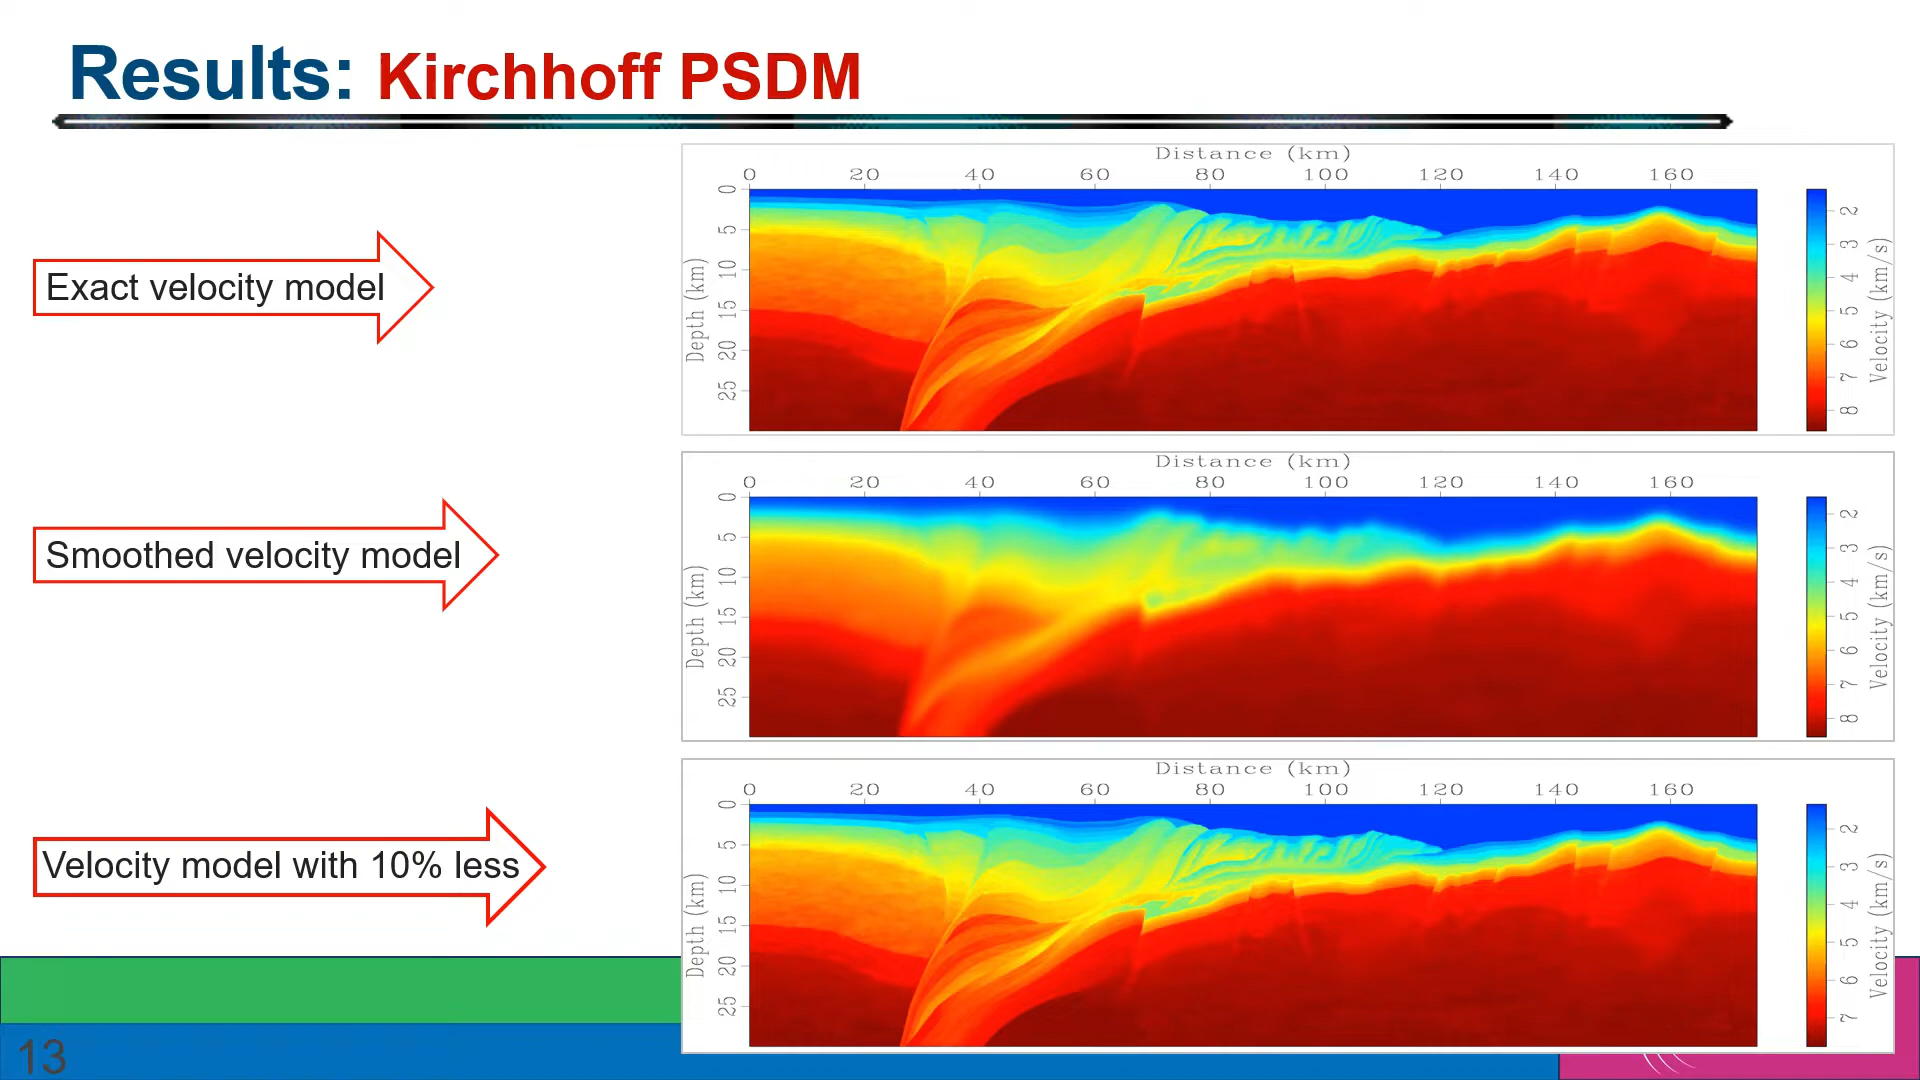 Results: Kirchhoff PSDM
Exact velocity model
Distance (km)
0 20 40 60 80 100 120 140 160
Depth (km)
0 5 10 15 20 25
Velocity (km/s)
2 3 4 5 6 7 8
Smoothed velocity model
Distance (km)
0 20 40 60 80 100 120 140 160
Depth (km)
0 5 10 15 20 25
Velocity (km/s)
2 3 4 5 6 7 8
Velocity model with 10% less
Distance (km)
0 20 40 60 80 100 120 140 160
Depth (km)
0 5 10 15 20 25
Velocity (km/s)
2 3 4 5 6 7
13